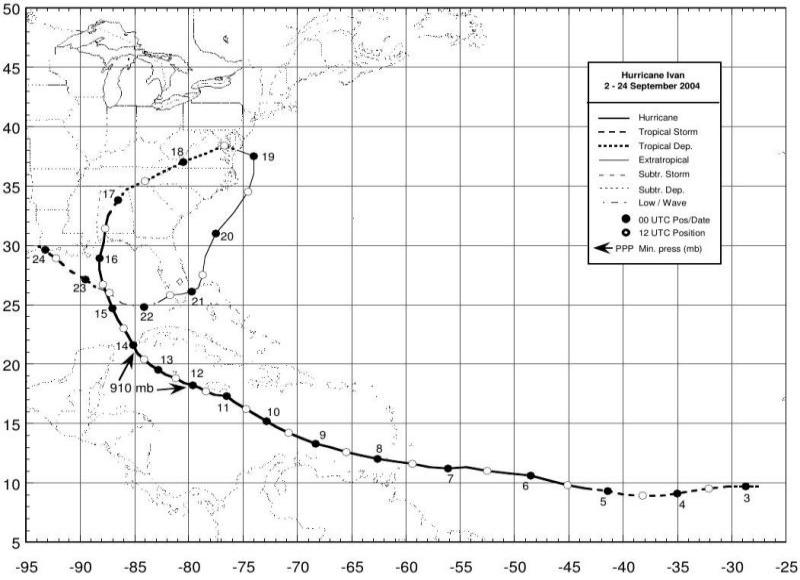 50
45
40
35
30
25
20
15
10
5
-95 -90 -85 -80 -75 -70 -65 -60 -55 -50 -45 -40 -35 -30 -25
Hurricane Ivan
2 - 24 September 2004
Hurricane
Tropical Storm
Tropical Dep.
Extratropical
Subtr. Storm
Subtr. Dep.
Low / Wave
00 UTC Pos/Date
12 UTC Position
PPP Min. press (mb)
18
19
17
20
16
24
23
21
15
22
14
13
12
910 mb
11
10
9
8
7
6
5
4
3